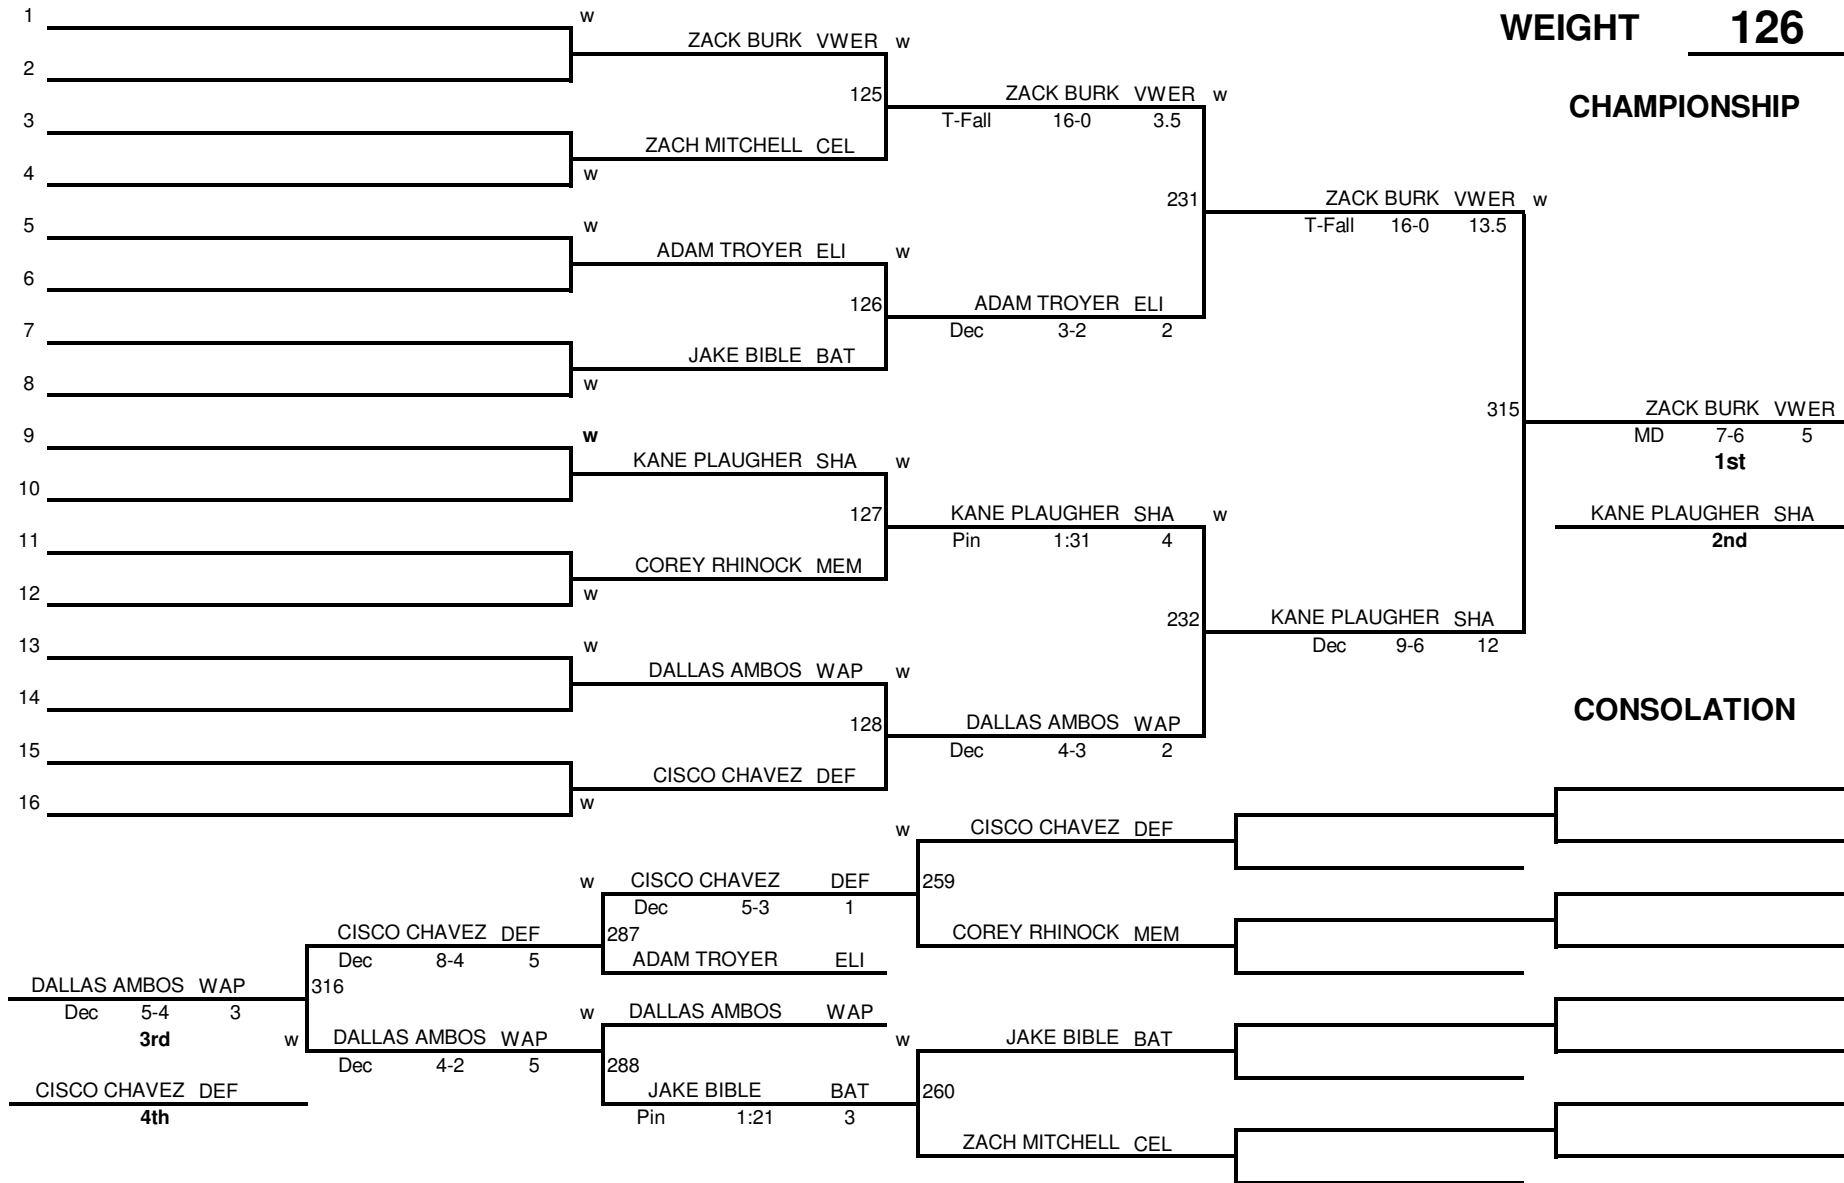 1 w WEIGHT 126
ZACK BURK VWER w
2
125 ZACK BURK VWER w
T-Fall 16-0 3.5
CHAMPIONSHIP
3
ZACH MITCHELL CEL
4 w
231 ZACK BURK VWER w
T-Fall 16-0 13.5
5 w
ADAM TROYER ELI w
6
126 ADAM TROYER ELI
Dec 3-2 2
7
JAKE BIBLE BAT
8 w
315 ZACK BURK VWER
MD 7-6 5
1st
9 w
KANE PLAUGHER SHA w
10
127 KANE PLAUGHER SHA w
Pin 1:31 4
KANE PLAUGHER SHA
2nd
11
COREY RHINOCK MEM
12 w
232 KANE PLAUGHER SHA
Dec 9-6 12
13 w
DALLAS AMBOS WAP w
14
CONSOLATION
128 DALLAS AMBOS WAP
Dec 4-3 2
15
CISCO CHAVEZ DEF
16 w
w CISCO CHAVEZ DEF
w CISCO CHAVEZ DEF 259
Dec 5-3 1
CISCO CHAVEZ DEF 287
Dec 8-4 5
COREY RHINOCK MEM
ADAM TROYER ELI
DALLAS AMBOS WAP 316
Dec 5-4 3
3rd
w DALLAS AMBOS WAP
w DALLAS AMBOS WAP
Dec 4-2 5
w JAKE BIBLE BAT
288
JAKE BIBLE BAT 260
Pin 1:21 3
CISCO CHAVEZ DEF
4th
ZACH MITCHELL CEL